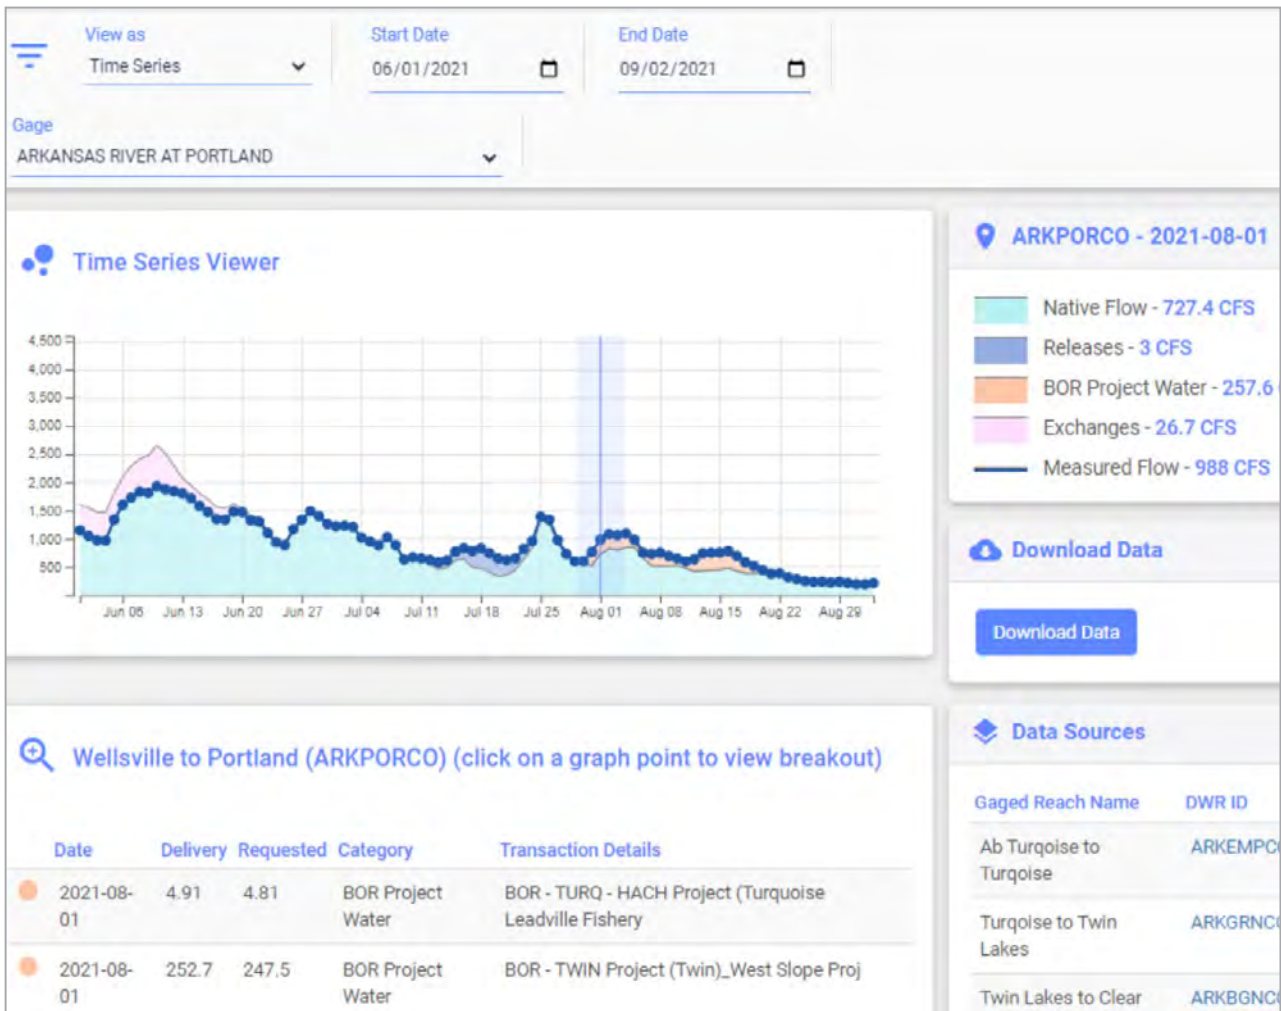 View as
Time Series
Start Date
06/01/2021
End Date
09/02/2021
Gage
ARKANSAS RIVER AT PORTLAND
Time Series Viewer
4,500
4,000
3,500
3,000
2,500
2,000
1,500
1,000
500
Jun 06 Jun 13 Jun 20 Jun 27 Jul 04 Jul 11 Jul 18 Jul 25 Aug 01 Aug 08 Aug 15 Aug 22 Aug 29
ARKPORCO - 2021-08-01
Native Flow - 727.4 CFS
Releases - 3 CFS
BOR Project Water - 257.6
Exchanges - 26.7 CFS
Measured Flow - 988 CFS
Download Data
Download Data
Wellsville to Portland (ARKPORCO) (click on a graph point to view breakout)
Date Delivery Requested Category Transaction Details
2021-08- 4.91 4.81 BOR Project BOR - TURQ - HACH Project (Turquoise
01 Water Leadville Fishery
2021-08- 252.7 247.5 BOR Project BOR - TWIN Project (Twin)_West Slope Proj
01 Water
Data Sources
Gaged Reach Name DWR ID
Ab Turqoise to ARKEMPC
Turqoise
Turqoise to Twin ARKGRNC
Lakes
Twin Lakes to Clear ARKBGNC